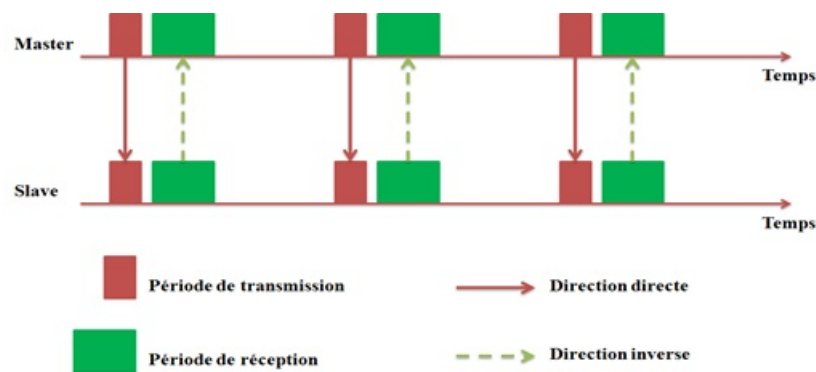 Master
Temps
Slave
Temps
Période de transmission
Direction directe
Période de réception
Direction inverse